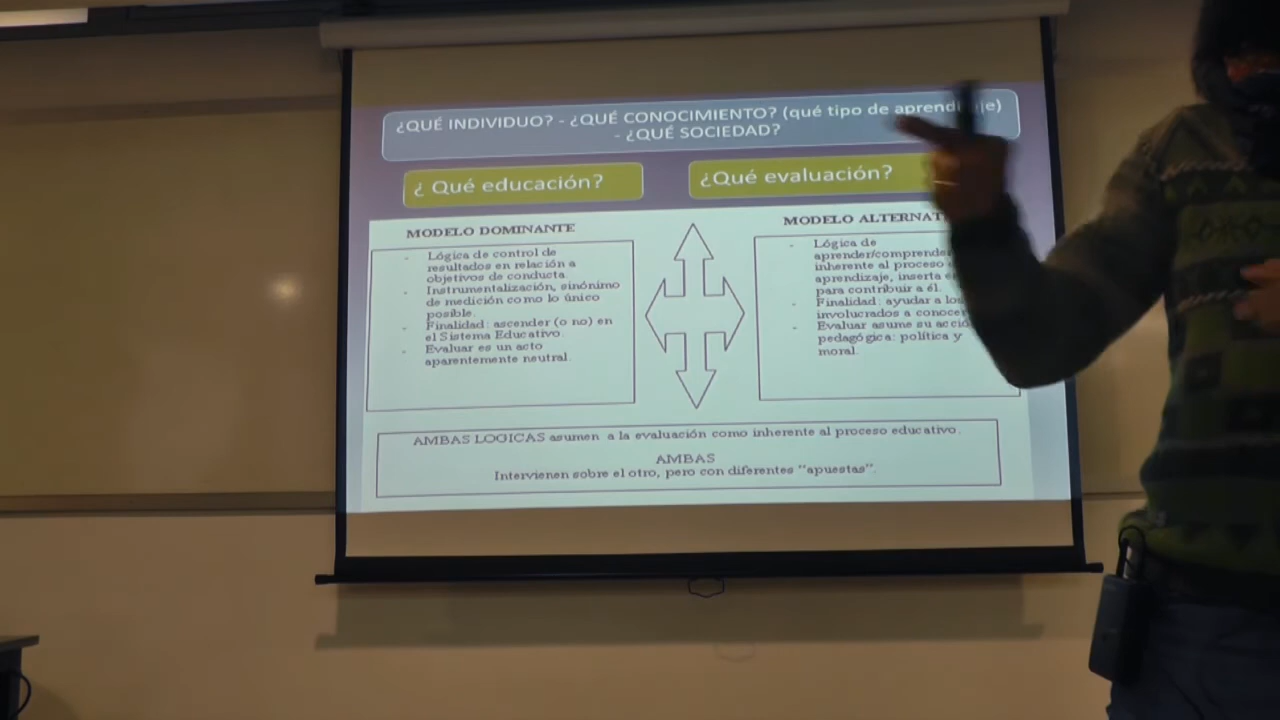 ¿QUÉ INDIVIDUO? - ¿QUÉ CONOCIMIENTO? (qué tipo de
- ¿QUÉ SOCIEDAD?
¿ Qué educación?
¿Qué evaluación?
MODELO DOMINANTE
- Lógica de control de
resultados en relación a
objetivos de conducta.
- Instrumentalización, sinónimo
de medición como lo único
posible.
- Finalidad: ascender (o no) en
el Sistema Educativo.
- Evaluar es un acto
aparentemente neutral.
MODELO
- Lógica de
inherente al proceso
aprendizaje, inserta
para contribuir a él.
- Finalidad: ayudar a los
involucrados a
- Evaluar asume su
pedagógica: política y
moral.
AMBAS LOGICAS asumen a la evaluación como inherente al proceso educativo.
AMBAS
Intervienen sobre el otro, pero con diferentes "apuestas".